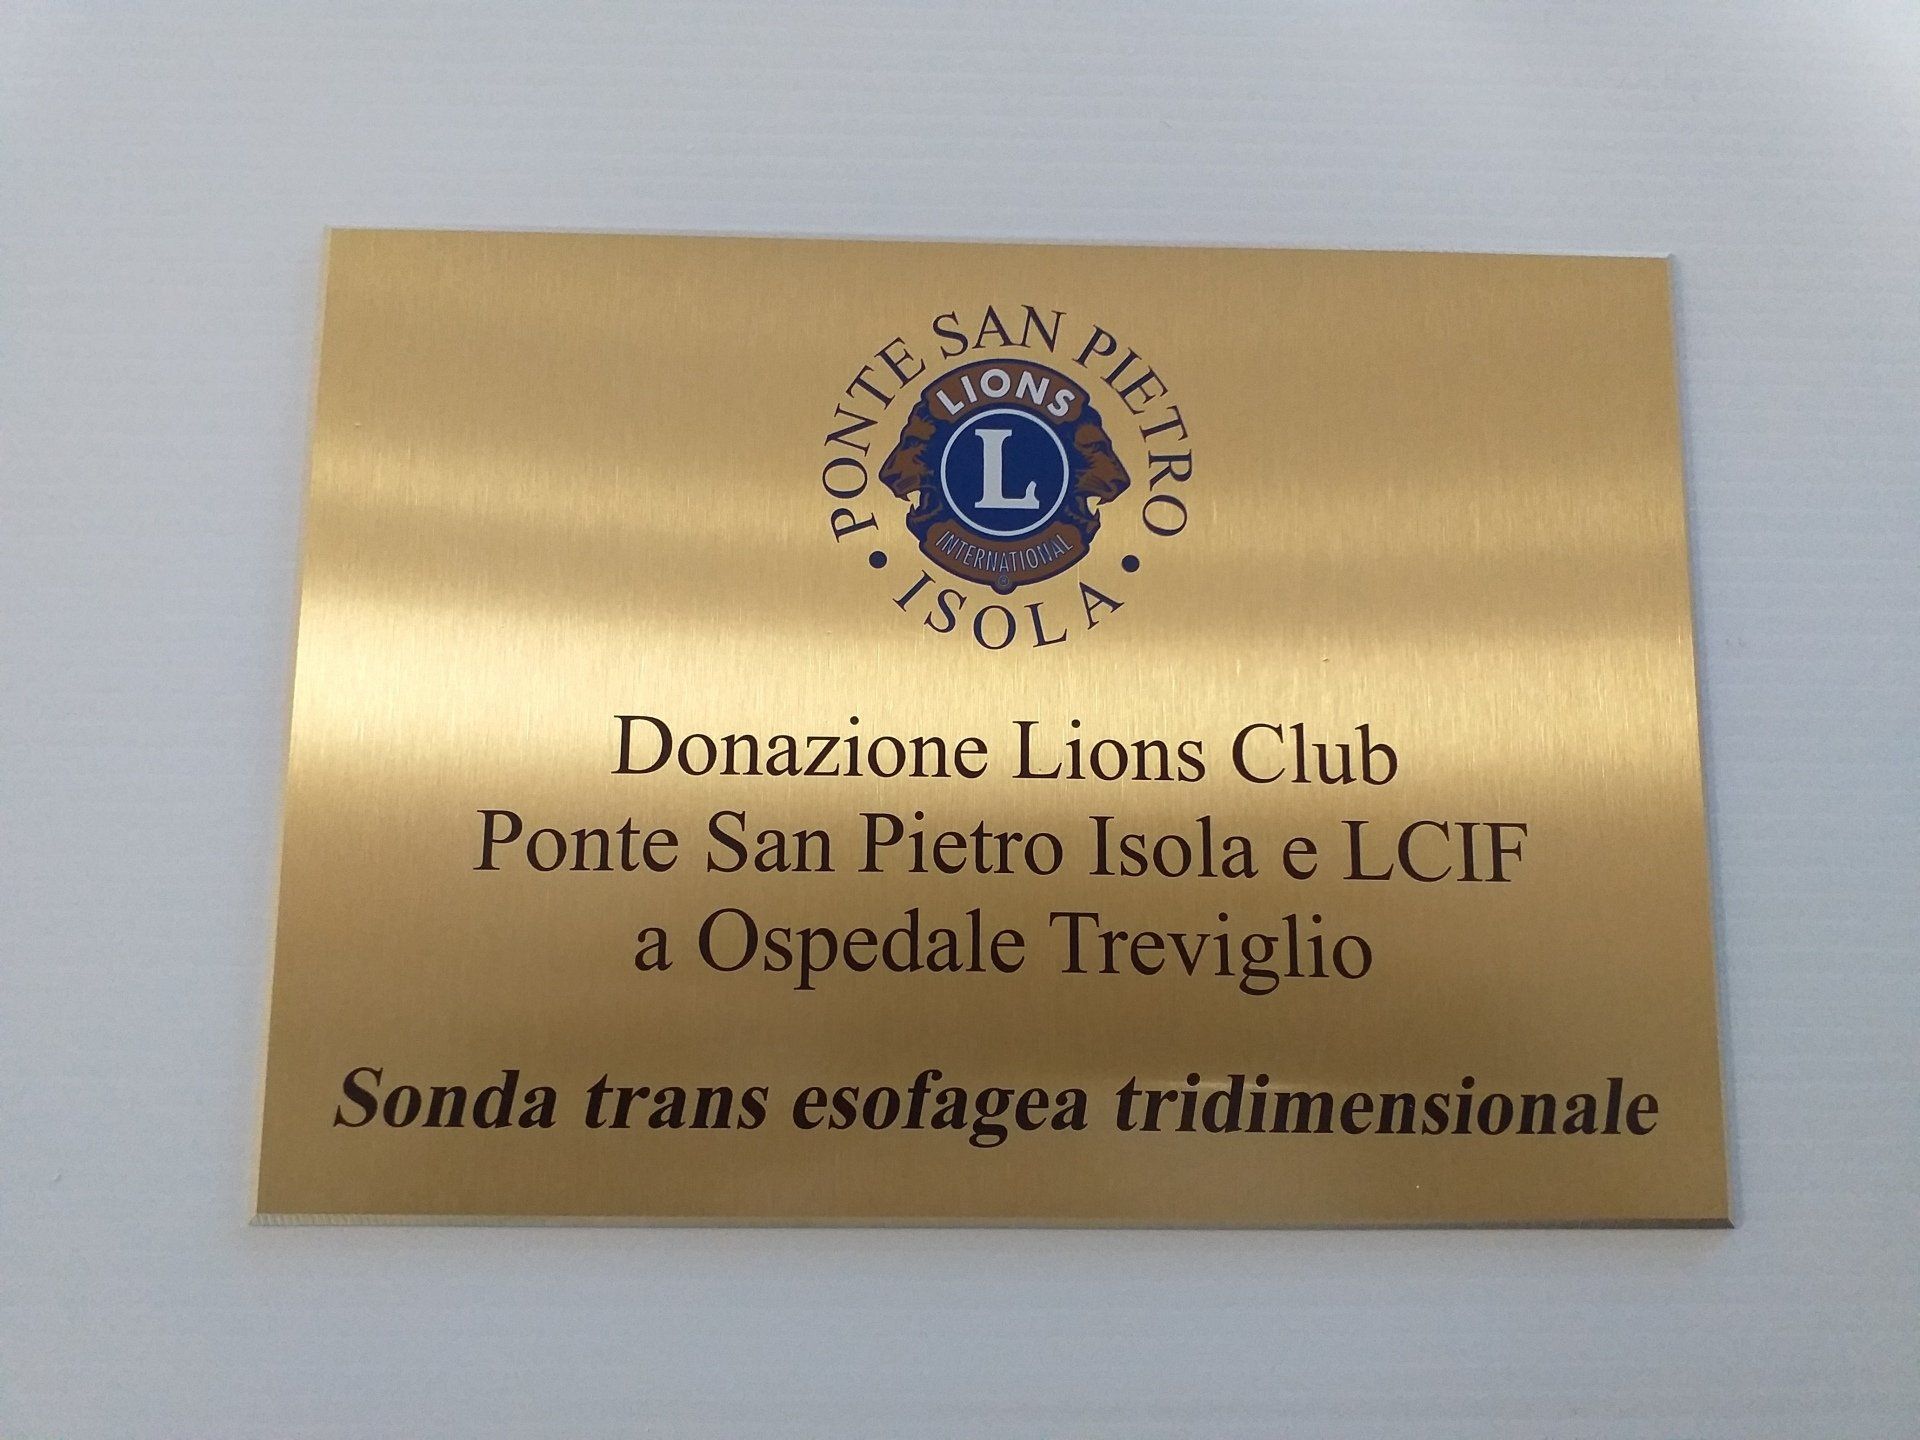 PONTE SAN PIETRO
LIONS
L
INTERNATIONAL
®
• ISOLA •
Donazione Lions Club
Ponte San Pietro Isola e LCIF
a Ospedale Treviglio
Sonda trans esofagea tridimensionale